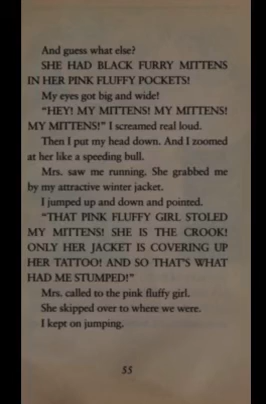 And guess what else?
SHE HAD BLACK FURRY MITTENS
IN HER PINK FLUFFY POCKETS!
My eyes got big and wide!
"HEY! MY MITTENS! MY MITTENS!
MY MITTENS!" I screamed real loud.
Then I put my head down. And I zoomed
at her like a speeding bull.
Mrs. saw me running. She grabbed me
by my attractive winter jacket.
I jumped up and down and pointed.
"THAT PINK FLUFFY GIRL STOLED
MY MITTENS! SHE IS THE CROOK!
ONLY HER JACKET IS COVERING UP
HER TATTOO! AND SO THAT'S WHAT
HAD ME STUMPED!"
Mrs. called to the pink fluffy girl.
She skipped over to where we were.
I kept on jumping.
55